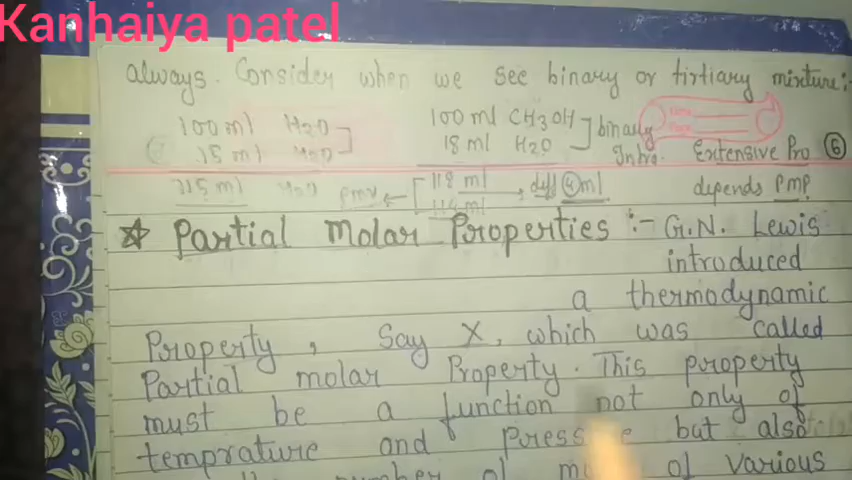 Kanhaiya patel
always. Consider when we see binary or tirtiary mixture:-
100 ml H2O
15 ml H2O
115 ml H2O
100 ml CH3OH
18 ml H2O
binary
118 ml
114 ml
diff 4 ml
Extensive Pro 6
depends PMP
Partial Molar Properties :- G.N. Lewis
introduced
a thermodynamic
Property, Say X, which was called
Partial molar Property. This property
must be a function not only of
temprature and but also
of of various